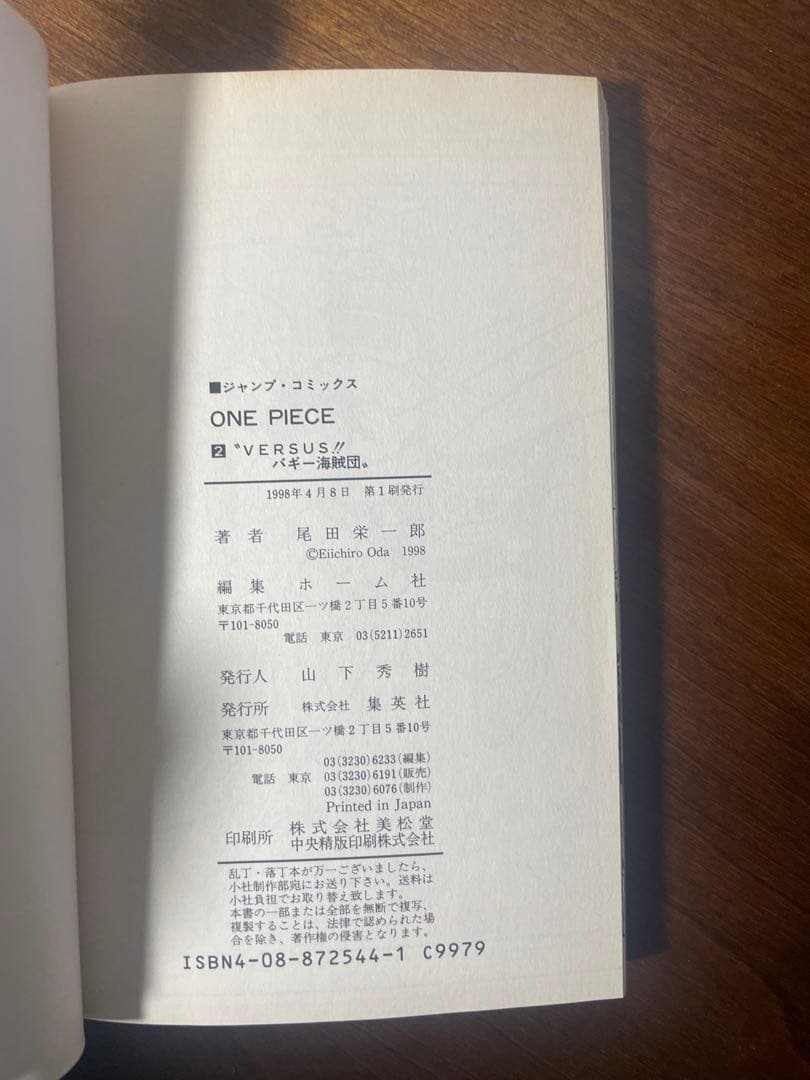 ■ジャンプ・コミックス
ONE PIECE
2 〝VERSUS!!
バギー海賊団〟
1998年4月8日 第1刷発行
著者 尾田栄一郎
©Eiichiro Oda 1998
編集 ホーム社
東京都千代田区一ツ橋2丁目5番10号
〒101-8050
電話 東京 03(5211)2651
発行人 山下秀樹
発行所 株式会社 集英社
東京都千代田区一ツ橋2丁目5番10号
〒101-8050
03(3230)6233(編集)
電話 東京 03(3230)6191(販売)
03(3230)6076(制作)
Printed in Japan
印刷所 株式会社美松堂
中央精版印刷株式会社
乱丁・落丁本が万一ございましたら、
小社制作部宛にお送り下さい。送料は
小社負担でお取り替え致します。
本書の一部または全部を無断で複写、
複製することは、法律で認められた場
合を除き、著作権の侵害となります。
ISBN4-08-872544-1 C9979